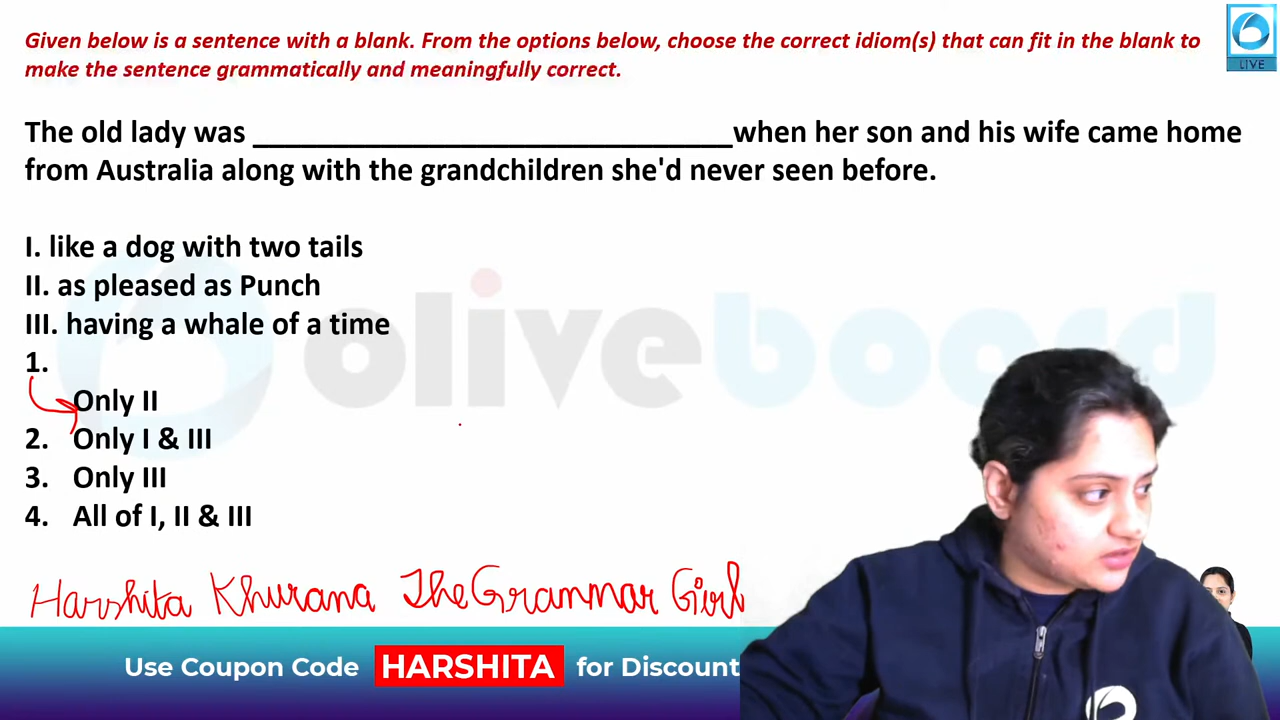 Given below is a sentence with a blank. From the options below, choose the correct idiom(s) that can fit in the blank to
make the sentence grammatically and meaningfully correct.
LIVE
The old lady was ________________________________when her son and his wife came home
from Australia along with the grandchildren she'd never seen before.
I. like a dog with two tails
II. as pleased as Punch
III. having a whale of a time
oliveboard
1.
Only II
2. Only I & III
3. Only III
4. All of I, II & III
Harshita Khurana The Grammar Girl
Use Coupon Code HARSHITA for Discount